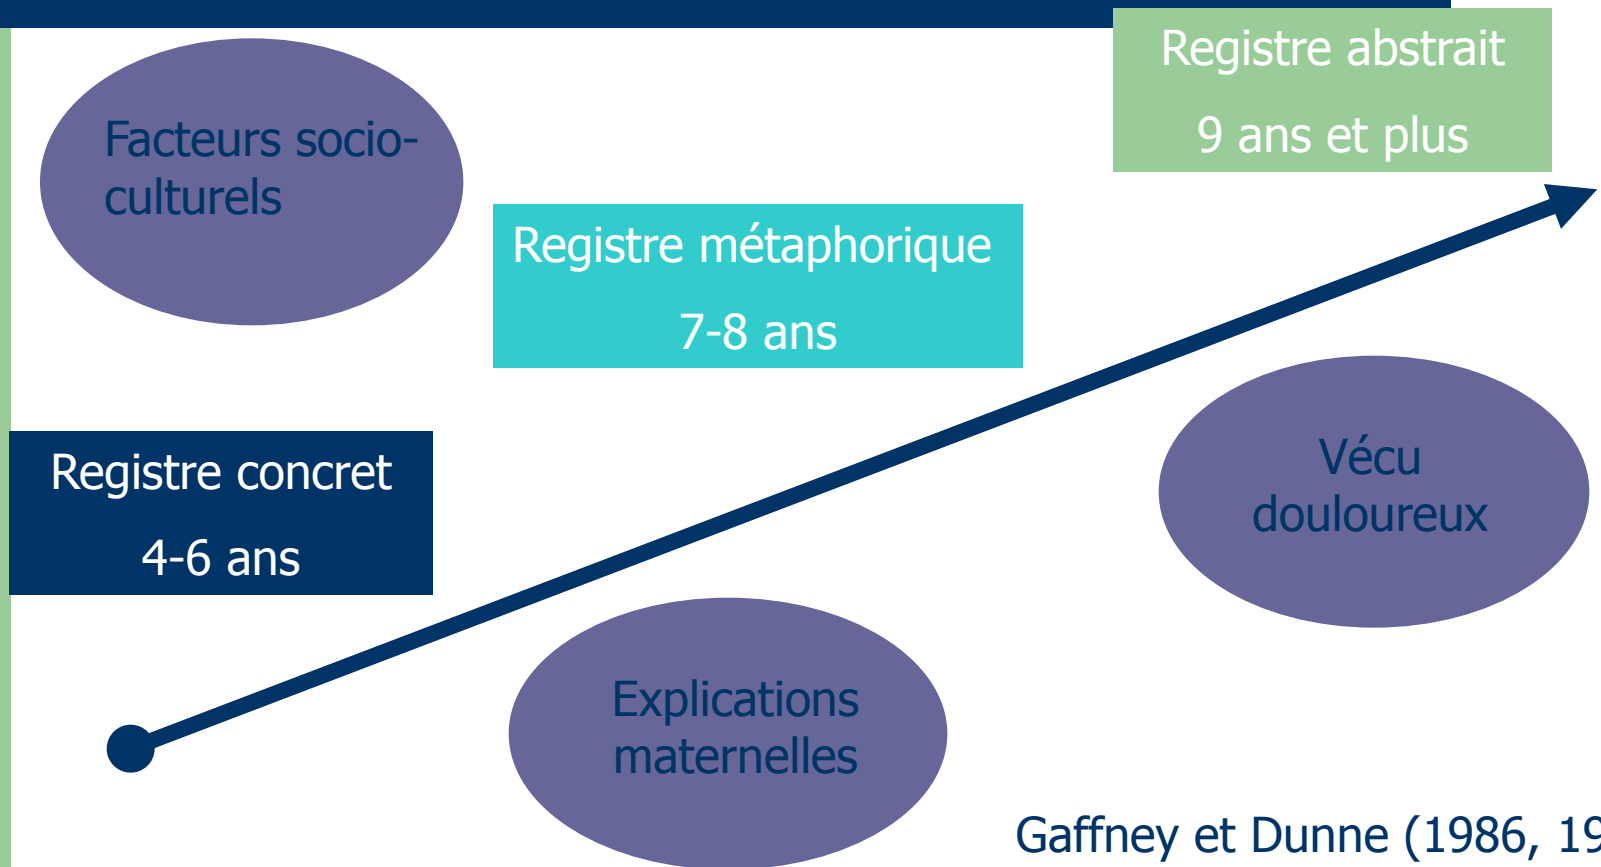 Registre abstrait
9 ans et plus
Facteurs socio-
culturels
Registre métaphorique
7-8 ans
Registre concret
4-6 ans
Vécu
douloureux
Explications
maternelles
Gaffney et Dunne (1986, 19